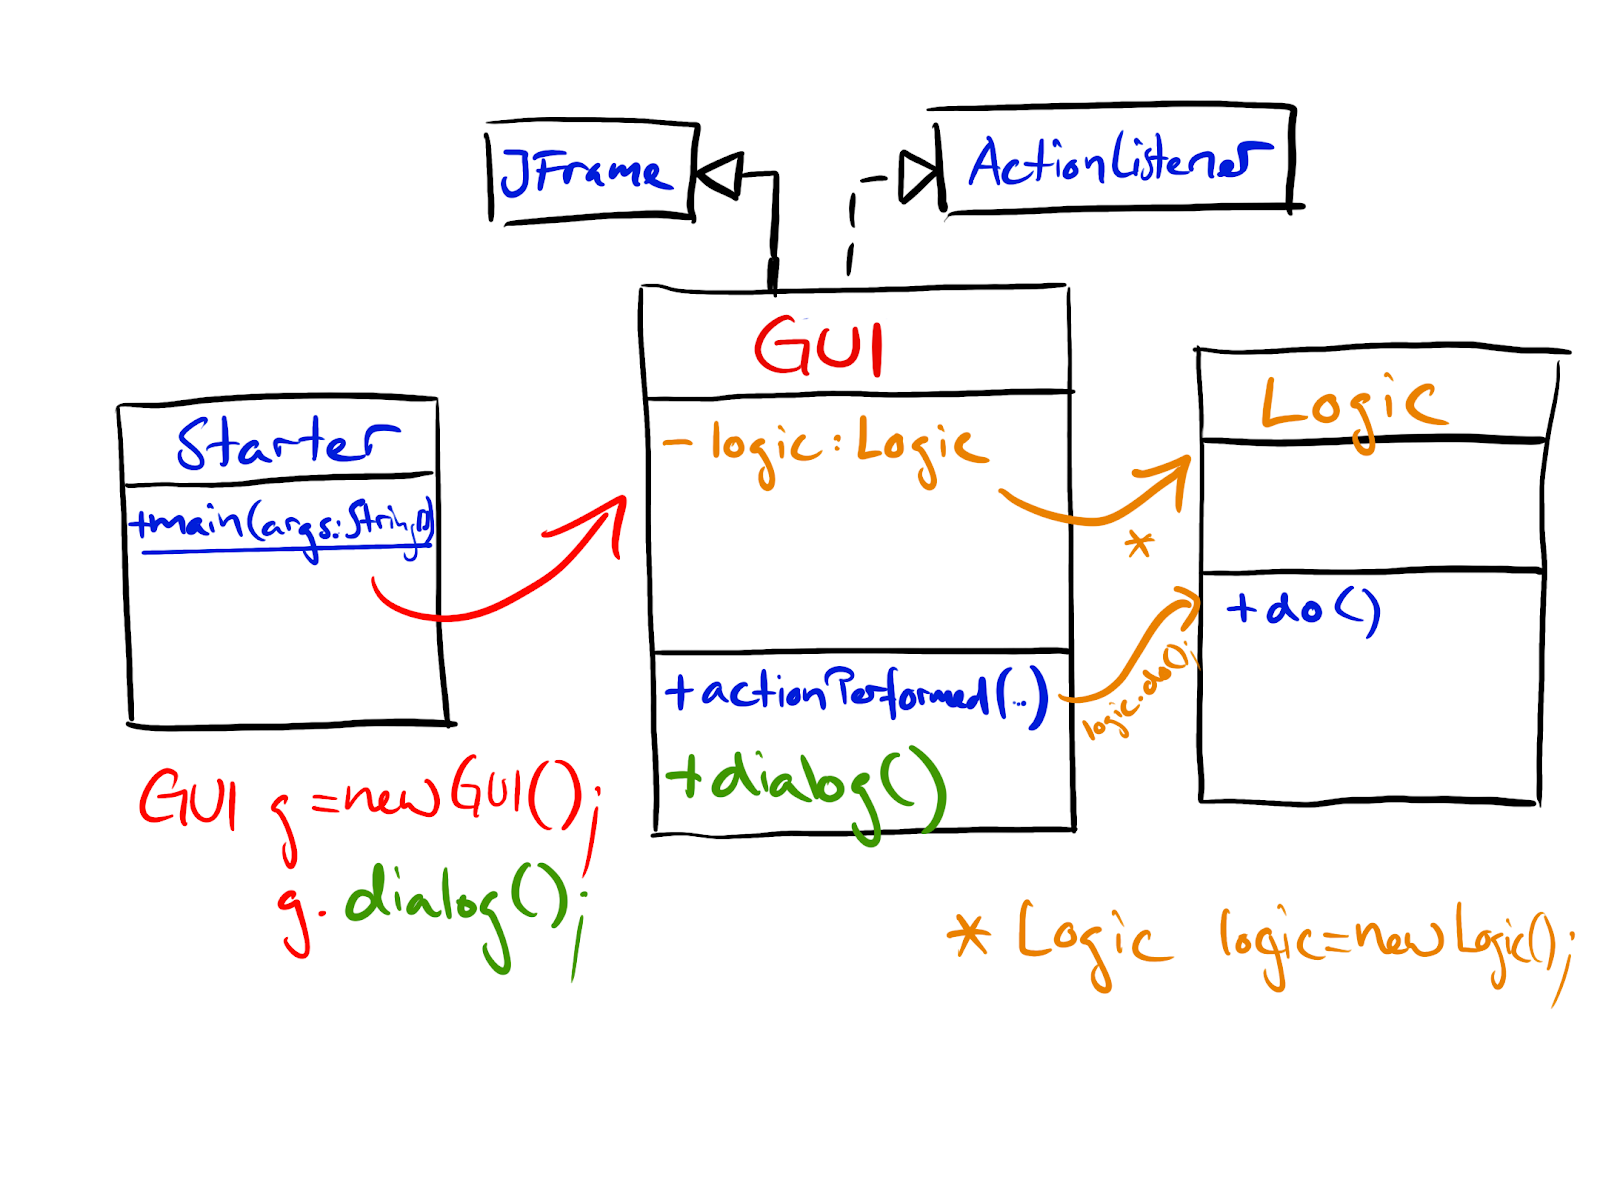 JFrame
ActionListener
GUI
- logic: Logic
+ actionPerformed(..)
+ dialog()
Starter
+main(args: String[])
Logic
+ do()
*
logic.do();
GUI g = new GUI();
g. dialog();
* Logic logic = new Logic();